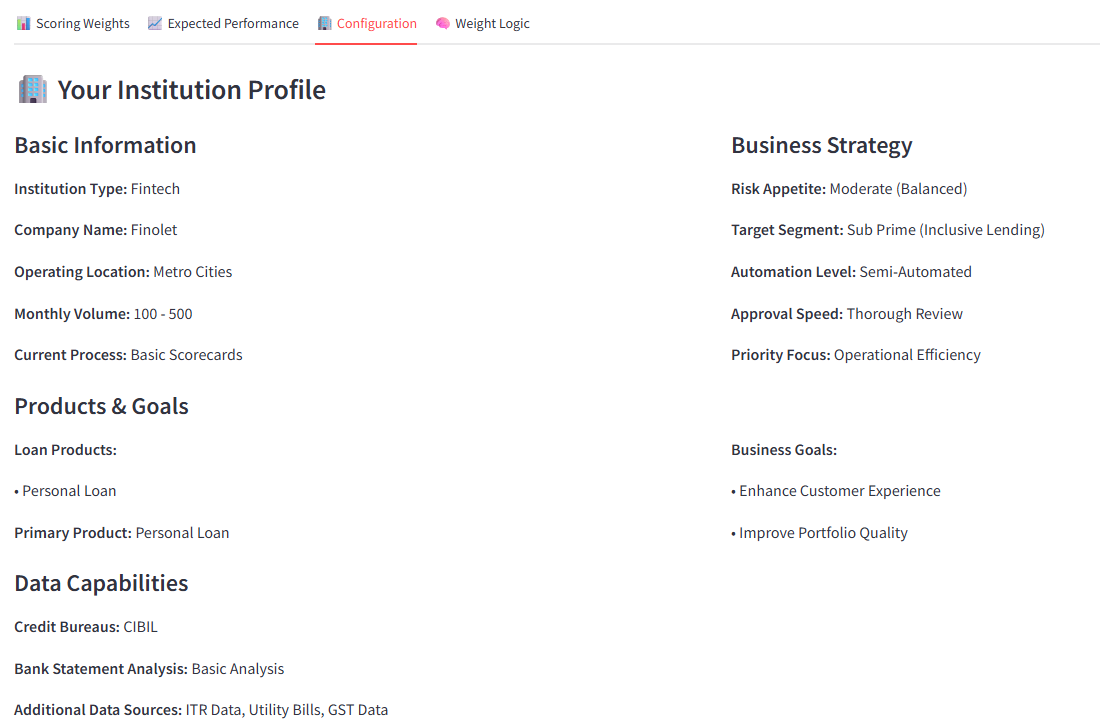 Scoring Weights Expected Performance Configuration Weight Logic
Your Institution Profile
Basic Information
Institution Type: Fintech
Company Name: Finolet
Operating Location: Metro Cities
Monthly Volume: 100 - 500
Current Process: Basic Scorecards
Business Strategy
Risk Appetite: Moderate (Balanced)
Target Segment: Sub Prime (Inclusive Lending)
Automation Level: Semi-Automated
Approval Speed: Thorough Review
Priority Focus: Operational Efficiency
Products & Goals
Loan Products:
• Personal Loan
Primary Product: Personal Loan
Business Goals:
• Enhance Customer Experience
• Improve Portfolio Quality
Data Capabilities
Credit Bureaus: CIBIL
Bank Statement Analysis: Basic Analysis
Additional Data Sources: ITR Data, Utility Bills, GST Data